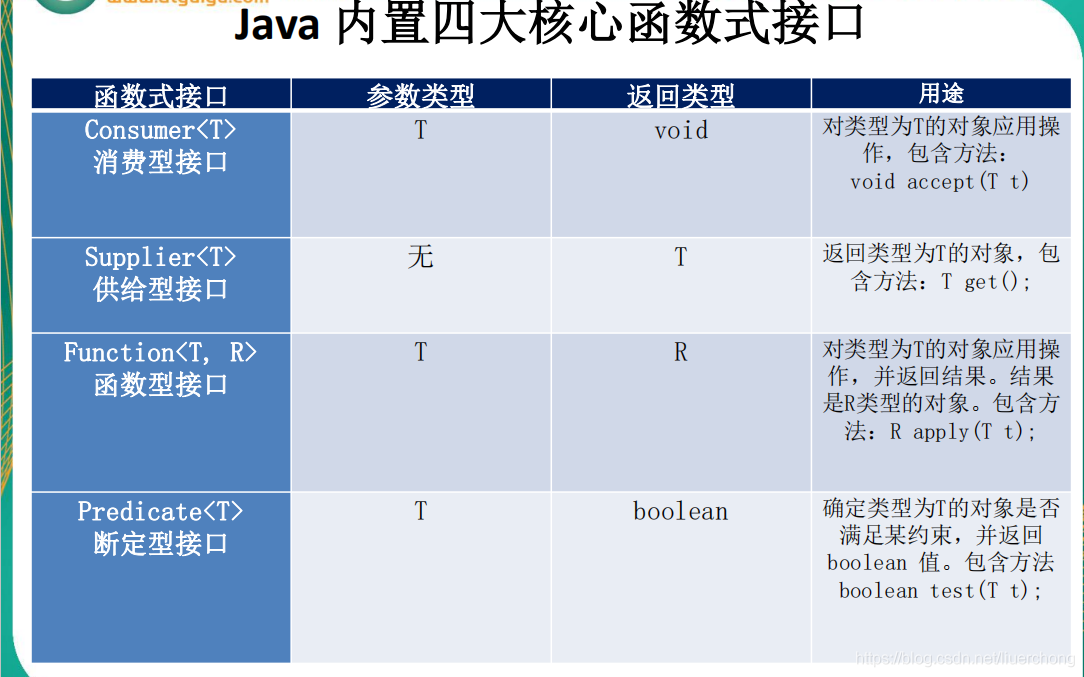 www.atguigu.com
Java 内置四大核心函数式接口
函数式接口 参数类型 返回类型 用途
Consumer<T>
消费型接口
T
void
对类型为T的对象应用操
作，包含方法：
void accept(T t)
Supplier<T>
供给型接口
无
T
返回类型为T的对象，包
含方法：T get();
Function<T, R>
函数型接口
T
R
对类型为T的对象应用操
作，并返回结果。结果
是R类型的对象。包含方
法：R apply(T t);
Predicate<T>
断定型接口
T
boolean
确定类型为T的对象是否
满足某约束，并返回
boolean 值。包含方法
boolean test(T t);
https://blog.csdn.net/liuerchong